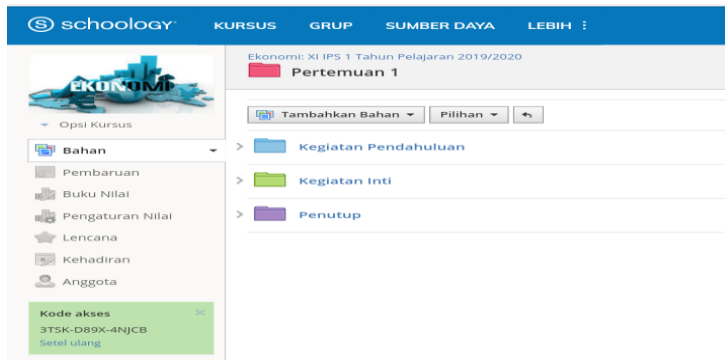 S schoology
KURSUS GRUP SUMBER DAYA LEBIH
EKONOMI
Opsi Kursus
Bahan
Pembaruan
Buku Nilai
Pengaturan Nilai
Lencana
Kehadiran
Anggota
Kode akses
3TSK-D89X-4NJCB
Setel ulang
Ekonomi: XI IPS 1 Tahun Pelajaran 2019/2020
Pertemuan 1
Tambahkan Bahan Pilihan
Kegiatan Pendahuluan
Kegiatan Inti
Penutup